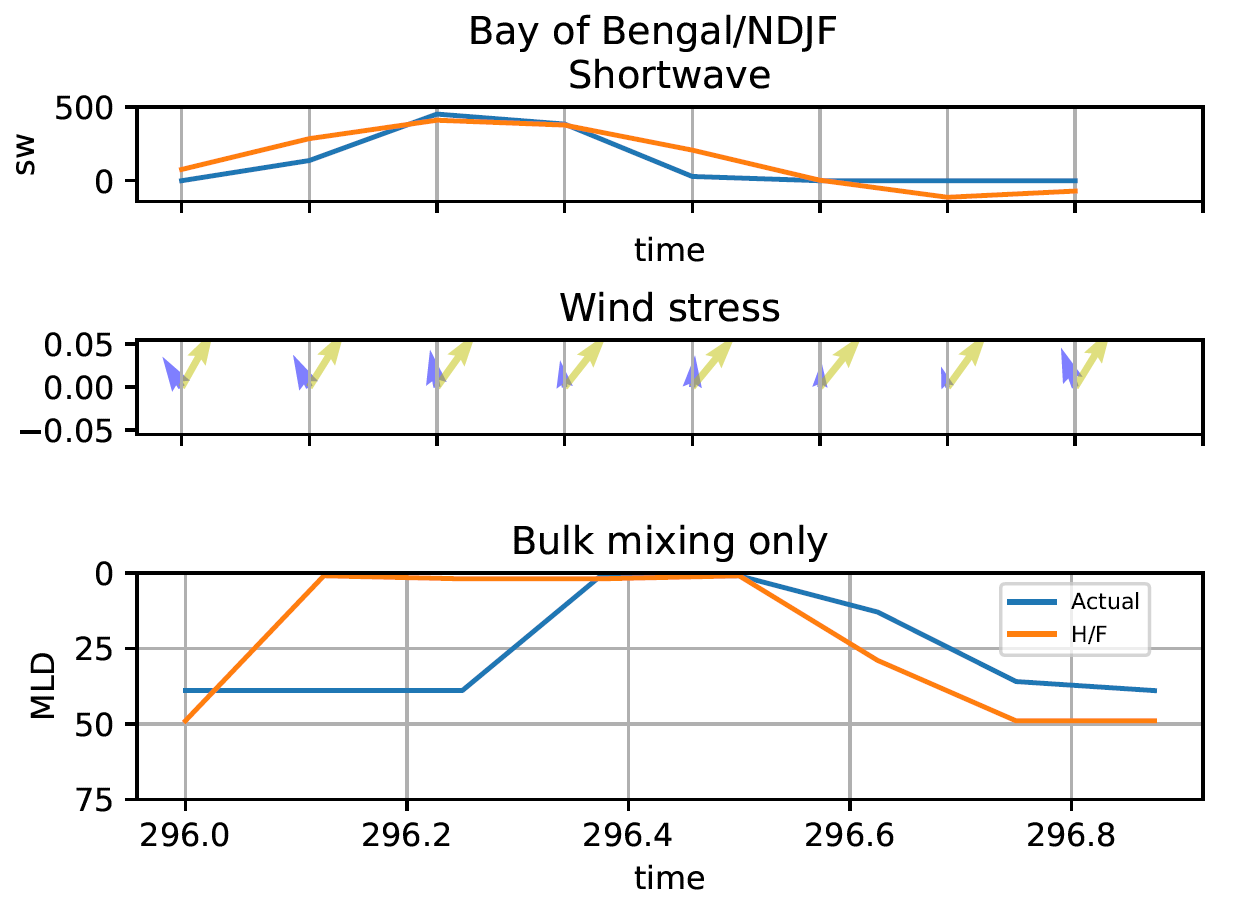 Bay of Bengal/NDJF
Shortwave
500
0
sw
time
Wind stress
0.05
0.00
−0.05
Bulk mixing only
0
25
50
75
MLD
Actual
H/F
296.0 296.2 296.4 296.6 296.8
time